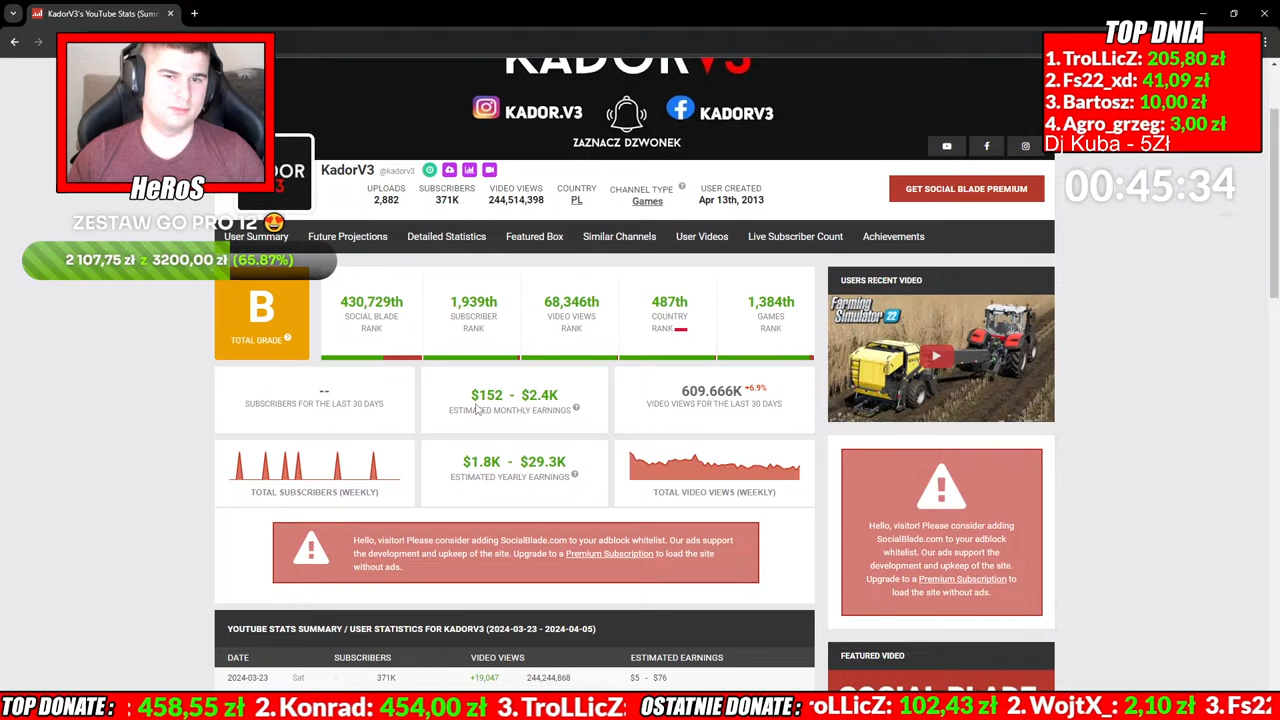 KadorV3's YouTube Stats (Sum
TOP DNIA
1. TroLLicZ: 205,80 zł
2. Fs22_xd: 41,09 zł
3. Bartosz: 10,00 zł
4. Agro_grzeg: 3,00 zł
Dj Kuba - 5Zł
00:45:34
KADORV3
KADOR.V3
KADORV3
ZAZNACZ DZWONEK
HeRoS
ZESTAW GO PRO 12 😍
2 107,75 zł z 3200,00 zł (65.87%)
KadorV3 @kadorv3
UPLOADS SUBSCRIBERS VIDEO VIEWS COUNTRY CHANNEL TYPE USER CREATED
2,882 371K 244,514,398 PL Games Apr 13th, 2013
GET SOCIAL BLADE PREMIUM
User Summary Future Projections Detailed Statistics Featured Box Similar Channels User Videos Live Subscriber Count Achievements
B
TOTAL GRADE
430,729th 1,939th 68,346th 487th 1,384th
SOCIAL BLADE SUBSCRIBER VIDEO VIEWS COUNTRY GAMES
RANK RANK RANK RANK RANK
-- 
SUBSCRIBERS FOR THE LAST 30 DAYS
$152 - $2.4K
ESTIMATED MONTHLY EARNINGS
609.666K 6.9%
VIDEO VIEWS FOR THE LAST 30 DAYS
TOTAL SUBSCRIBERS (WEEKLY)
$1.8K - $29.3K
ESTIMATED YEARLY EARNINGS
TOTAL VIDEO VIEWS (WEEKLY)
Hello, visitor! Please consider adding SocialBlade.com to your adblock whitelist. Our ads support
the development and upkeep of the site. Upgrade to a Premium Subscription to load the site
without ads.
USERS RECENT VIDEO
Farming
Simulator 22
Hello, visitor! Please consider adding
SocialBlade.com to your adblock
whitelist. Our ads support the
development and upkeep of the site.
Upgrade to a Premium Subscription to
load the site without ads.
YOUTUBE STATS SUMMARY / USER STATISTICS FOR KADORV3 (2024-03-23 - 2024-04-05)
DATE SUBSCRIBERS VIDEO VIEWS ESTIMATED EARNINGS
2024-03-23 Sat -- 371K +19,047 244,244,868 $5 - $76
FEATURED VIDEO
SOCIAL BLADE
TOP DONATE : 458,55 zł 2. Konrad: 454,00 zł 3. TroLLicZ:
OSTATNIE DONATE : oLLicZ: 102,43 zł 2. WojtX_: 2,10 zł 3. Fs22